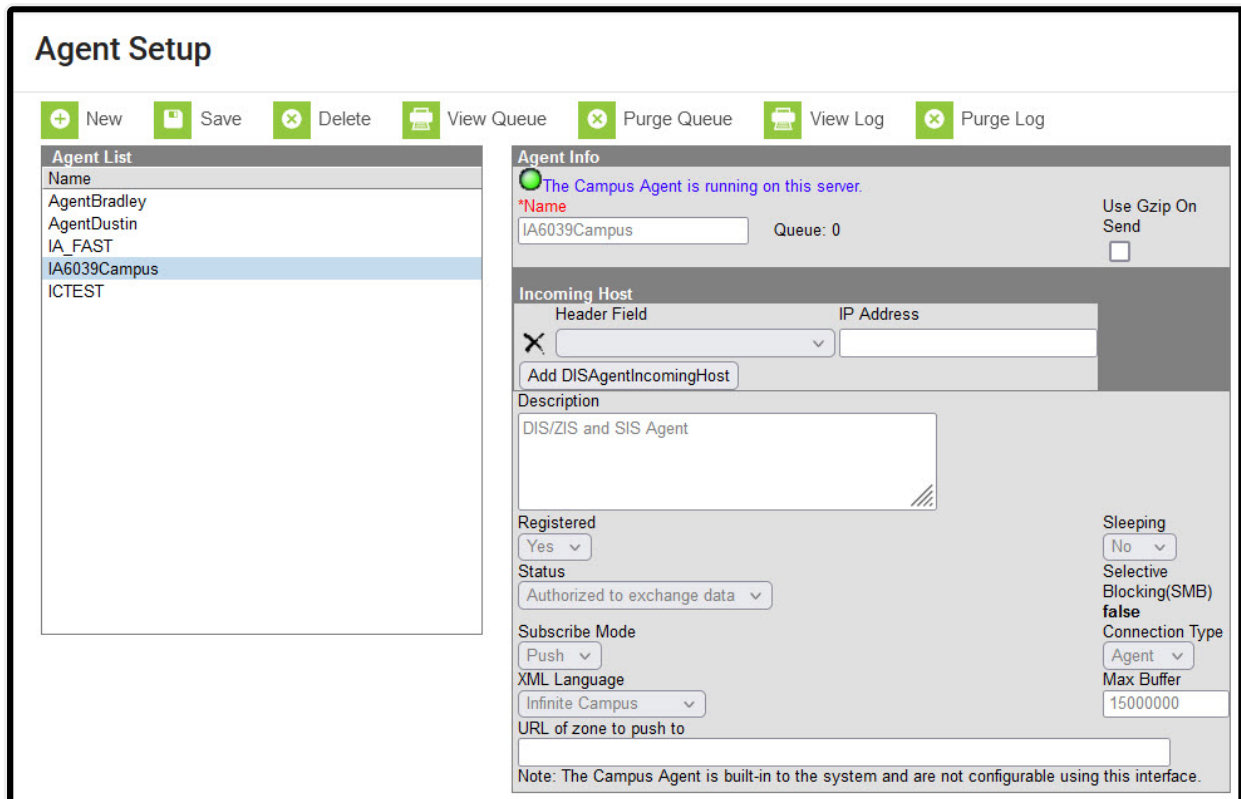 Agent Setup
New Save Delete View Queue Purge Queue View Log Purge Log
Agent List
Name
AgentBradley
AgentDustin
IA_FAST
IA6039Campus
ICTEST
Agent Info
The Campus Agent is running on this server.
*Name
IA6039Campus Queue: 0
Use Gzip On
Send
Incoming Host
Header Field IP Address
Add DISAgentIncomingHost
Description
DIS/ZIS and SIS Agent
Registered Sleeping
Yes No
Status Selective
Authorized to exchange data Blocking(SMB)
false
Subscribe Mode Connection Type
Push Agent
XML Language Max Buffer
Infinite Campus 15000000
URL of zone to push to
Note: The Campus Agent is built-in to the system and are not configurable using this interface.